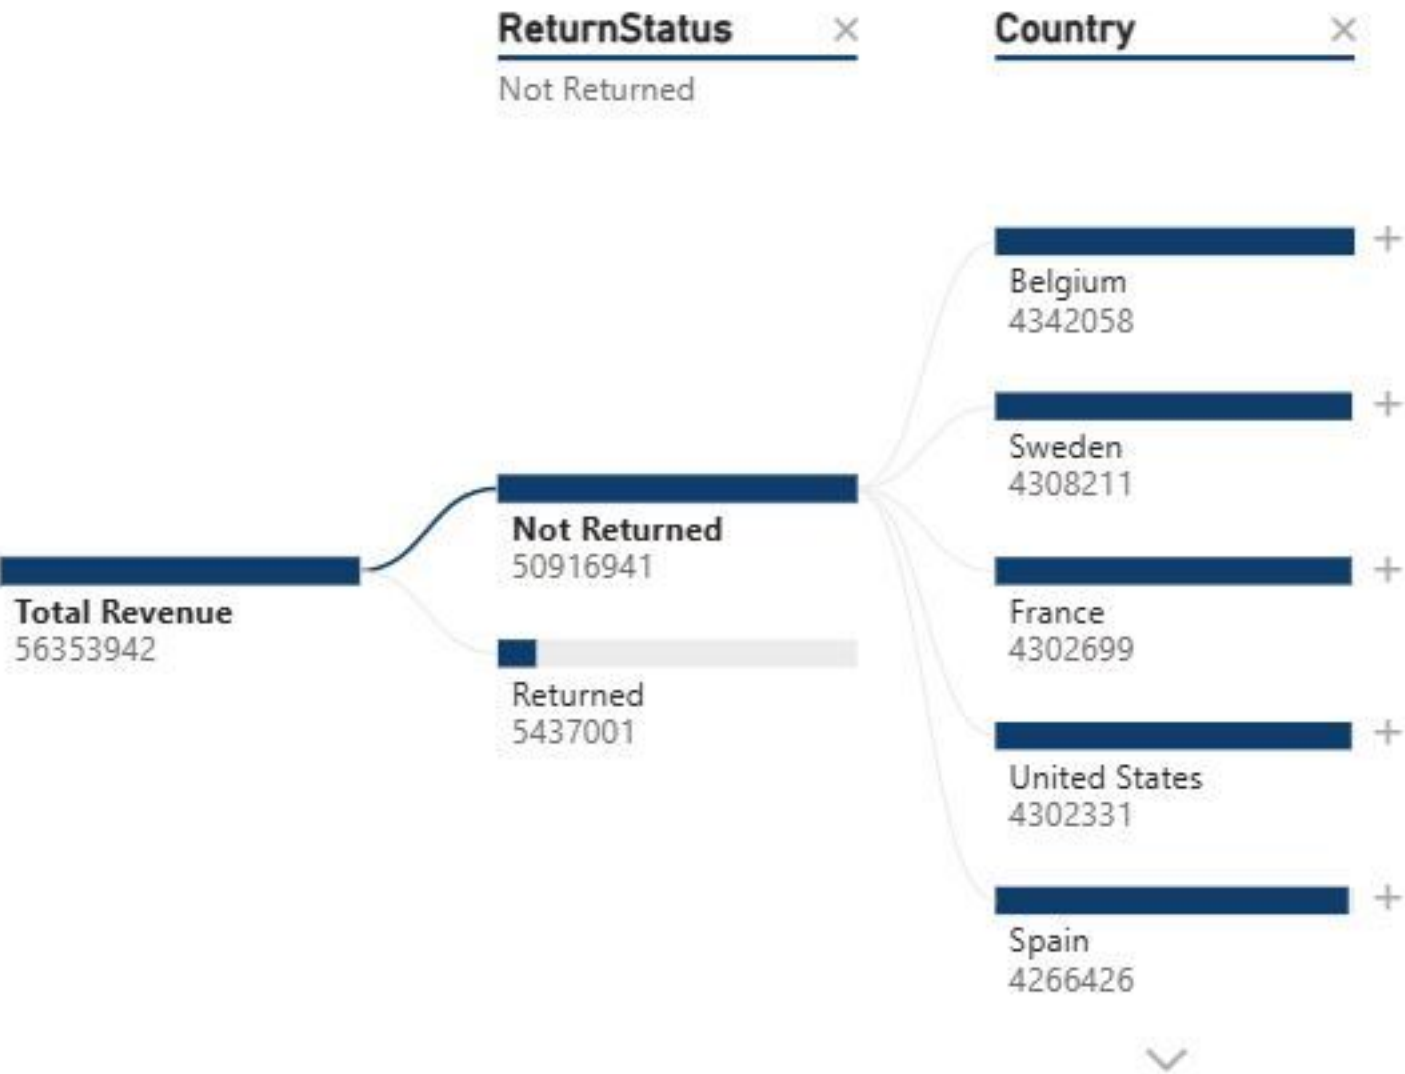 ReturnStatus
Not Returned
Country
Belgium
4342058
Sweden
4308211
Not Returned
50916941
France
4302699
Total Revenue
56353942
Returned
5437001
United States
4302331
Spain
4266426